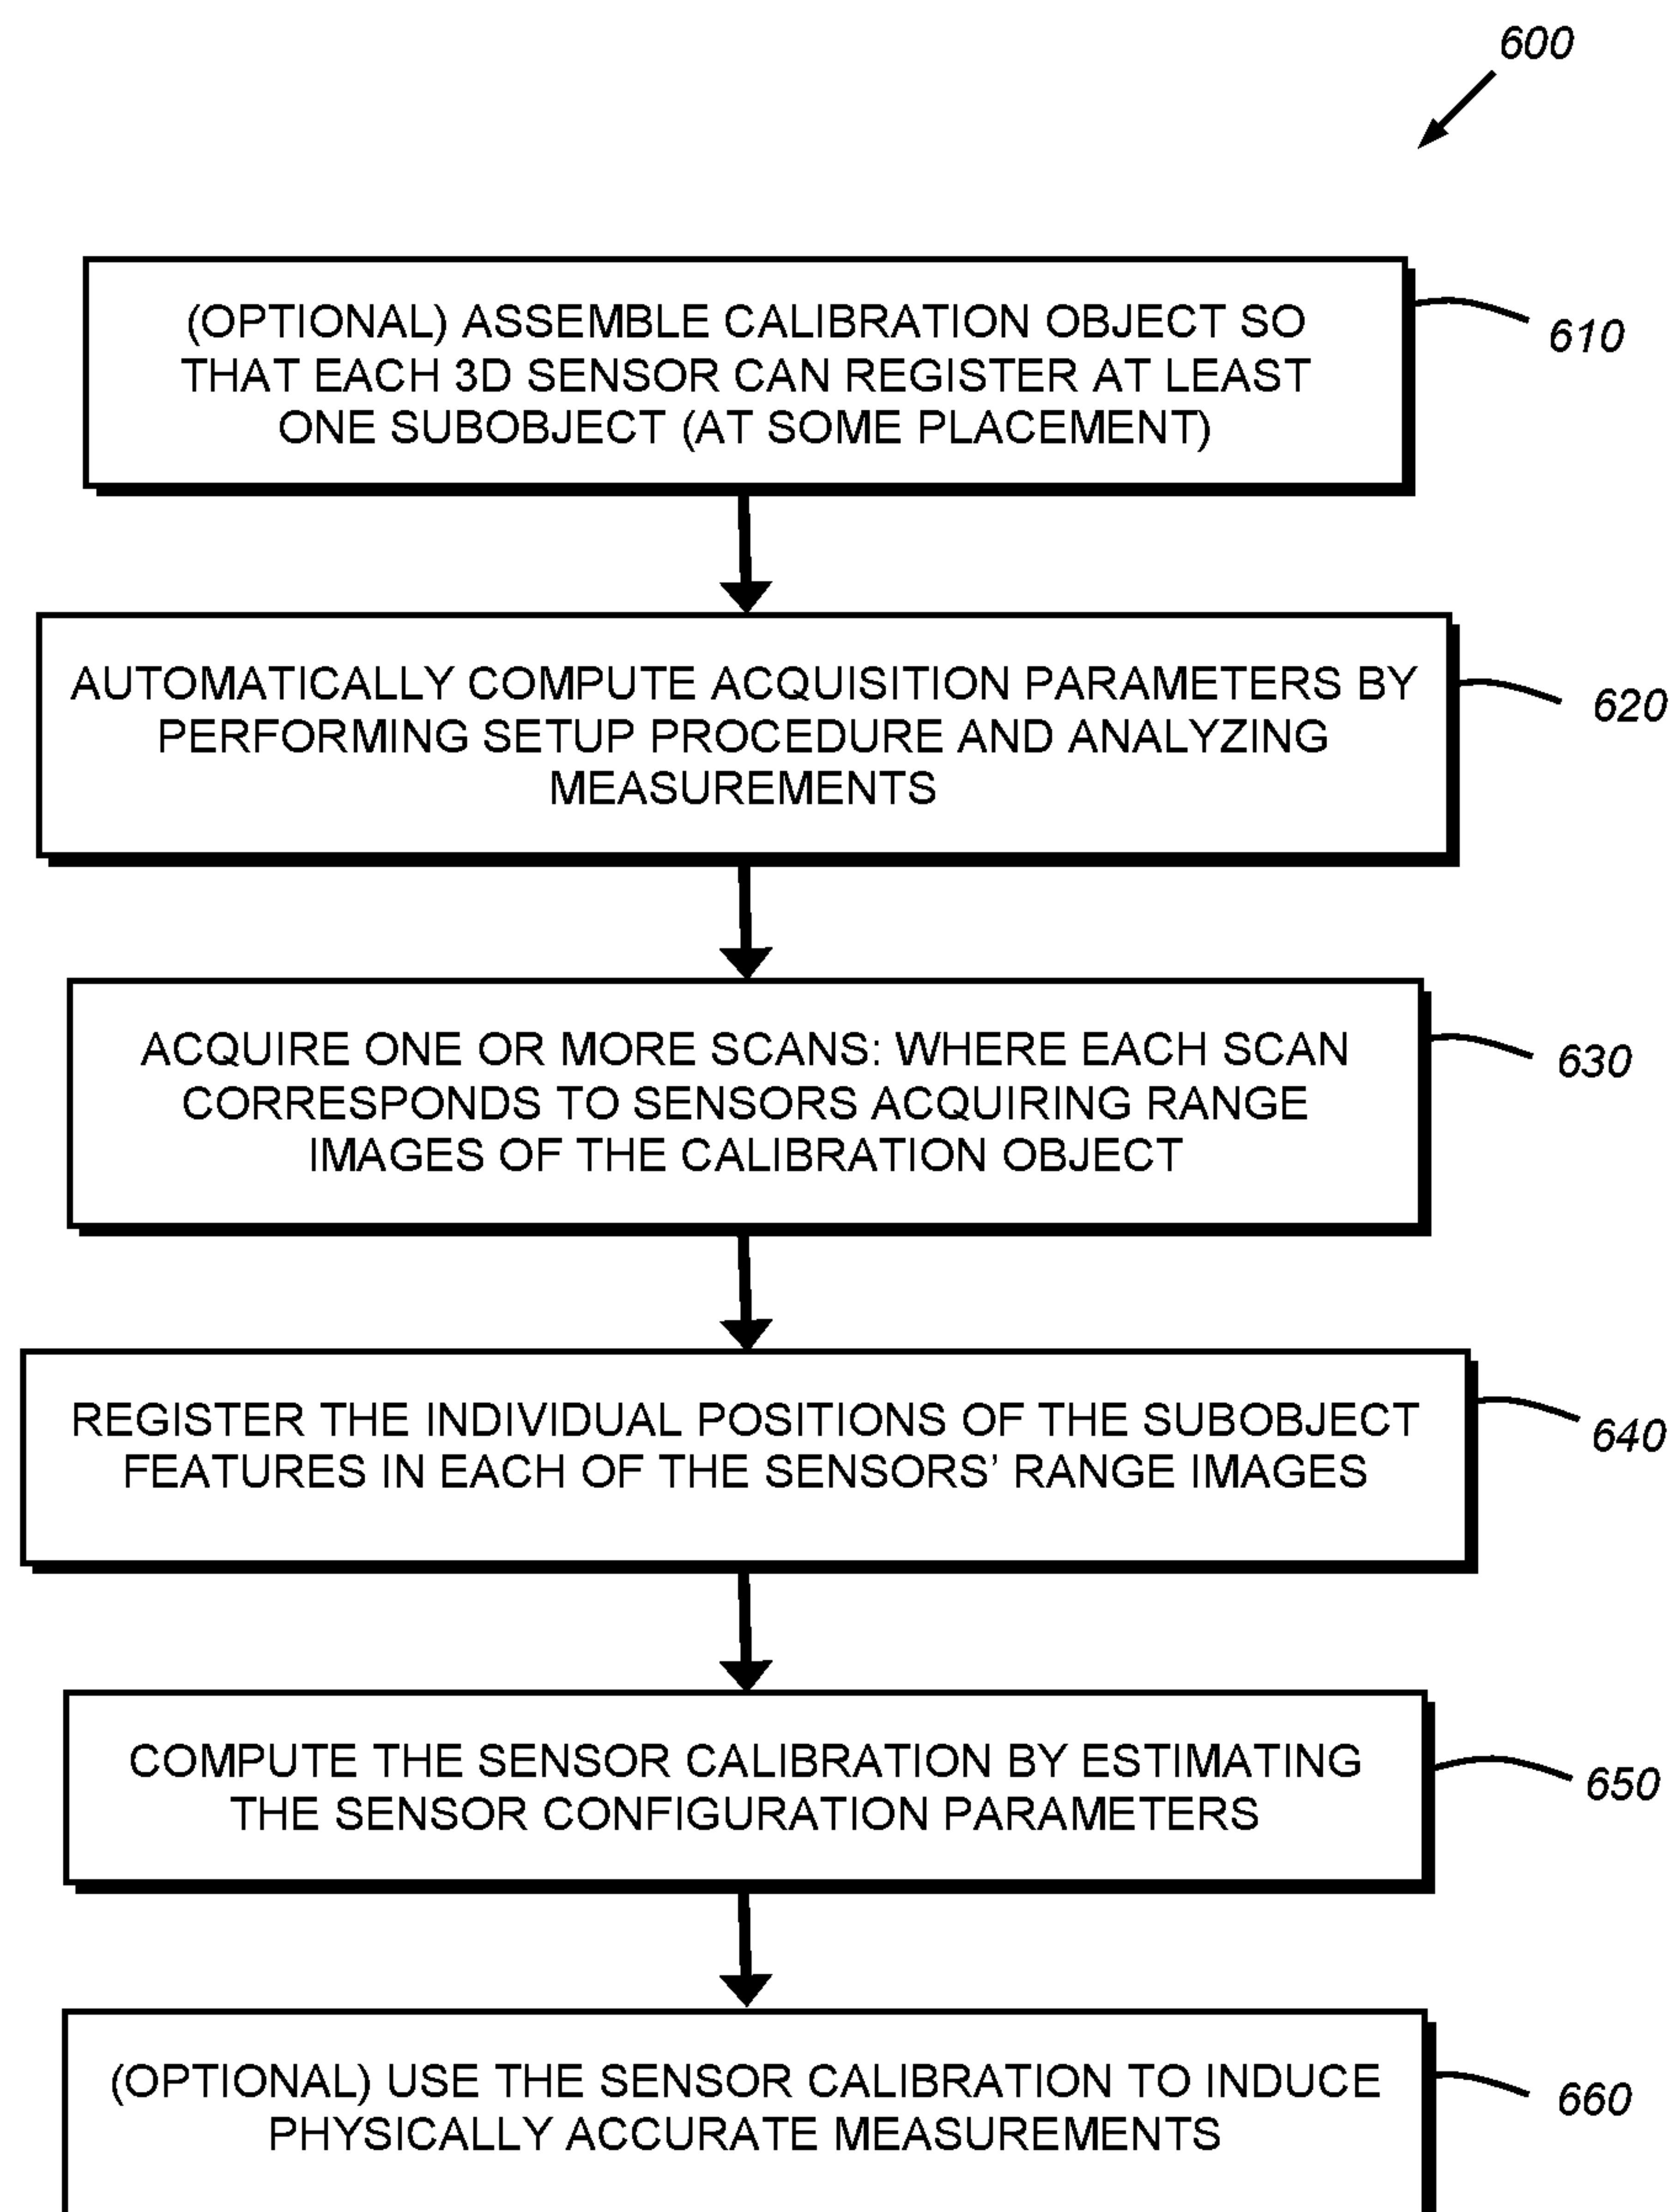 600
(OPTIONAL) ASSEMBLE CALIBRATION OBJECT SO
THAT EACH 3D SENSOR CAN REGISTER AT LEAST
ONE SUBOBJECT (AT SOME PLACEMENT)
610
AUTOMATICALLY COMPUTE ACQUISITION PARAMETERS BY
PERFORMING SETUP PROCEDURE AND ANALYZING
MEASUREMENTS
620
ACQUIRE ONE OR MORE SCANS: WHERE EACH SCAN
CORRESPONDS TO SENSORS ACQUIRING RANGE
IMAGES OF THE CALIBRATION OBJECT
630
REGISTER THE INDIVIDUAL POSITIONS OF THE SUBOBJECT
FEATURES IN EACH OF THE SENSORS’ RANGE IMAGES
640
COMPUTE THE SENSOR CALIBRATION BY ESTIMATING
THE SENSOR CONFIGURATION PARAMETERS
650
(OPTIONAL) USE THE SENSOR CALIBRATION TO INDUCE
PHYSICALLY ACCURATE MEASUREMENTS
660